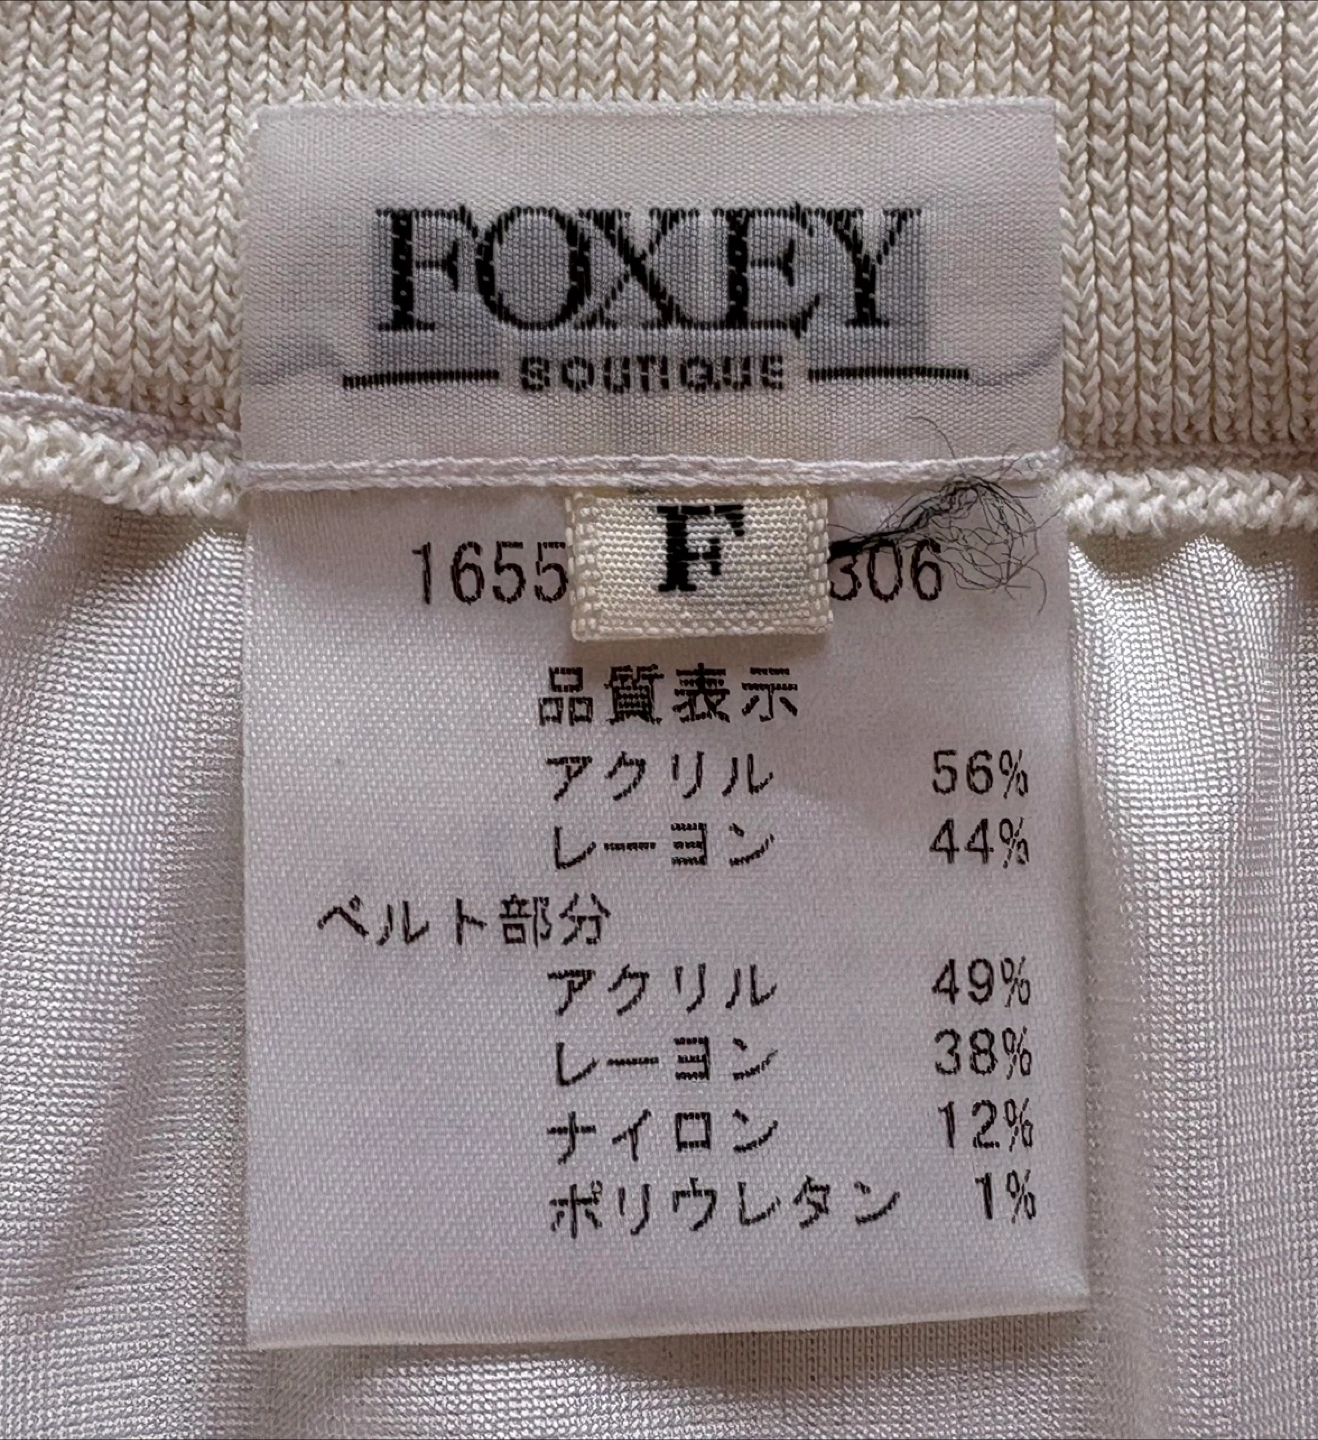 FOXEY
BOUTIQUE
F
1655 306
品質表示
アクリル 56%
レーヨン 44%
ベルト部分
アクリル 49%
レーヨン 38%
ナイロン 12%
ポリウレタン 1%